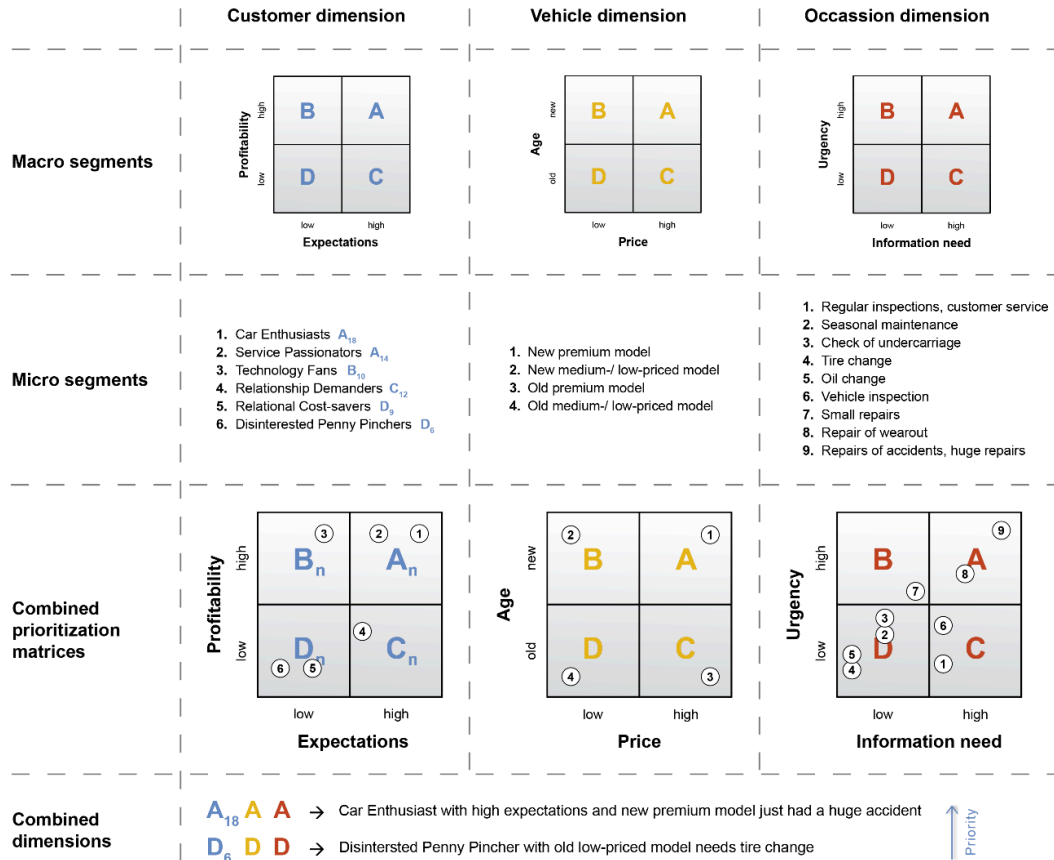 Customer dimension
Vehicle dimension
Occassion dimension
Macro segments
Profitability
high
low
B
A
D
C
low
high
Expectations
Age
new
old
B
A
D
C
low
high
Price
Urgency
high
low
B
A
D
C
low
high
Information need
Micro segments
1. Car Enthusiasts A18
2. Service Passionators A14
3. Technology Fans B10
4. Relationship Demanders C12
5. Relational Cost-savers D9
6. Disinterested Penny Pinchers D6
1. New premium model
2. New medium-/ low-priced model
3. Old premium model
4. Old medium-/ low-priced model
1. Regular inspections, customer service
2. Seasonal maintenance
3. Check of undercarriage
4. Tire change
5. Oil change
6. Vehicle inspection
7. Small repairs
8. Repair of wearout
9. Repairs of accidents, huge repairs
Combined
prioritization
matrices
Profitability
high
low
3
2
1
Bn
An
4
Dn
Cn
6
5
low
high
Expectations
Age
new
old
2
1
B
A
D
C
4
3
low
high
Price
Urgency
high
low
9
B
A
8
7
3
6
2
D
C
5
1
4
low
high
Information need
Combined
dimensions
A18 A A → Car Enthusiast with high expectations and new premium model just had a huge accident
D6 D D → Disintersted Penny Pincher with old low-priced model needs tire change
Priority